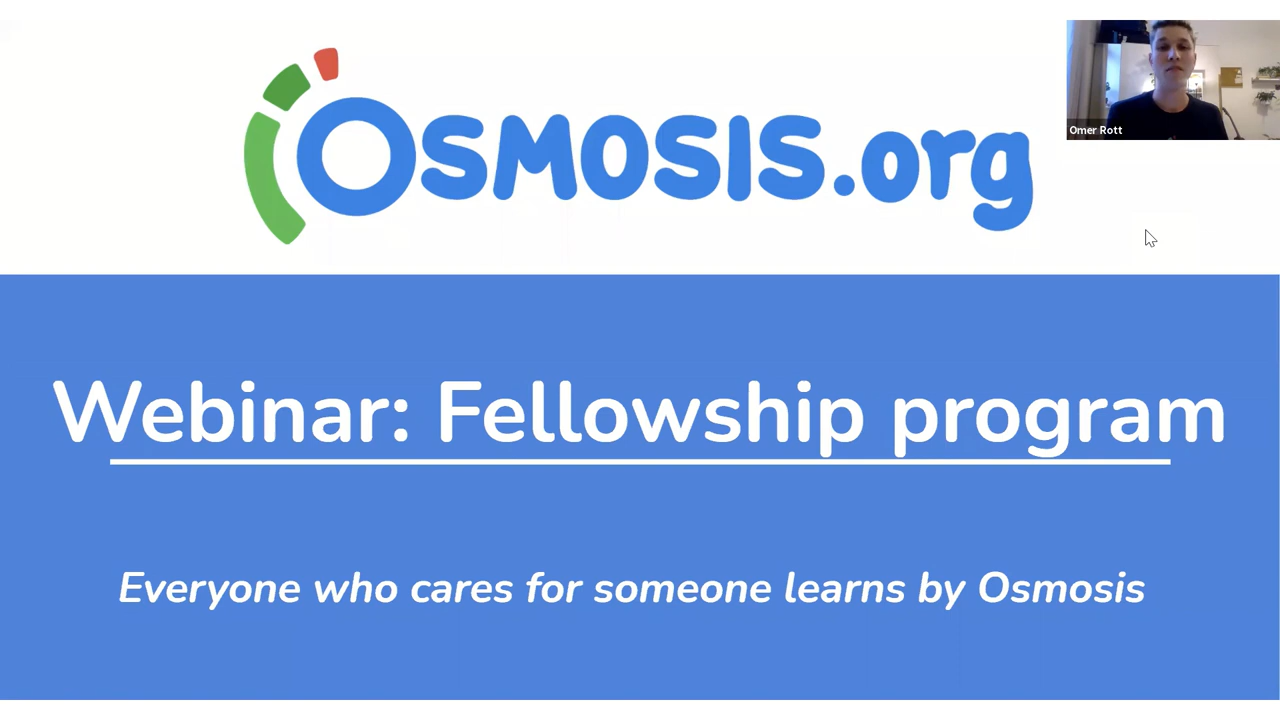 Osmosis.org
Omer Rott
Webinar: Fellowship program
Everyone who cares for someone learns by Osmosis